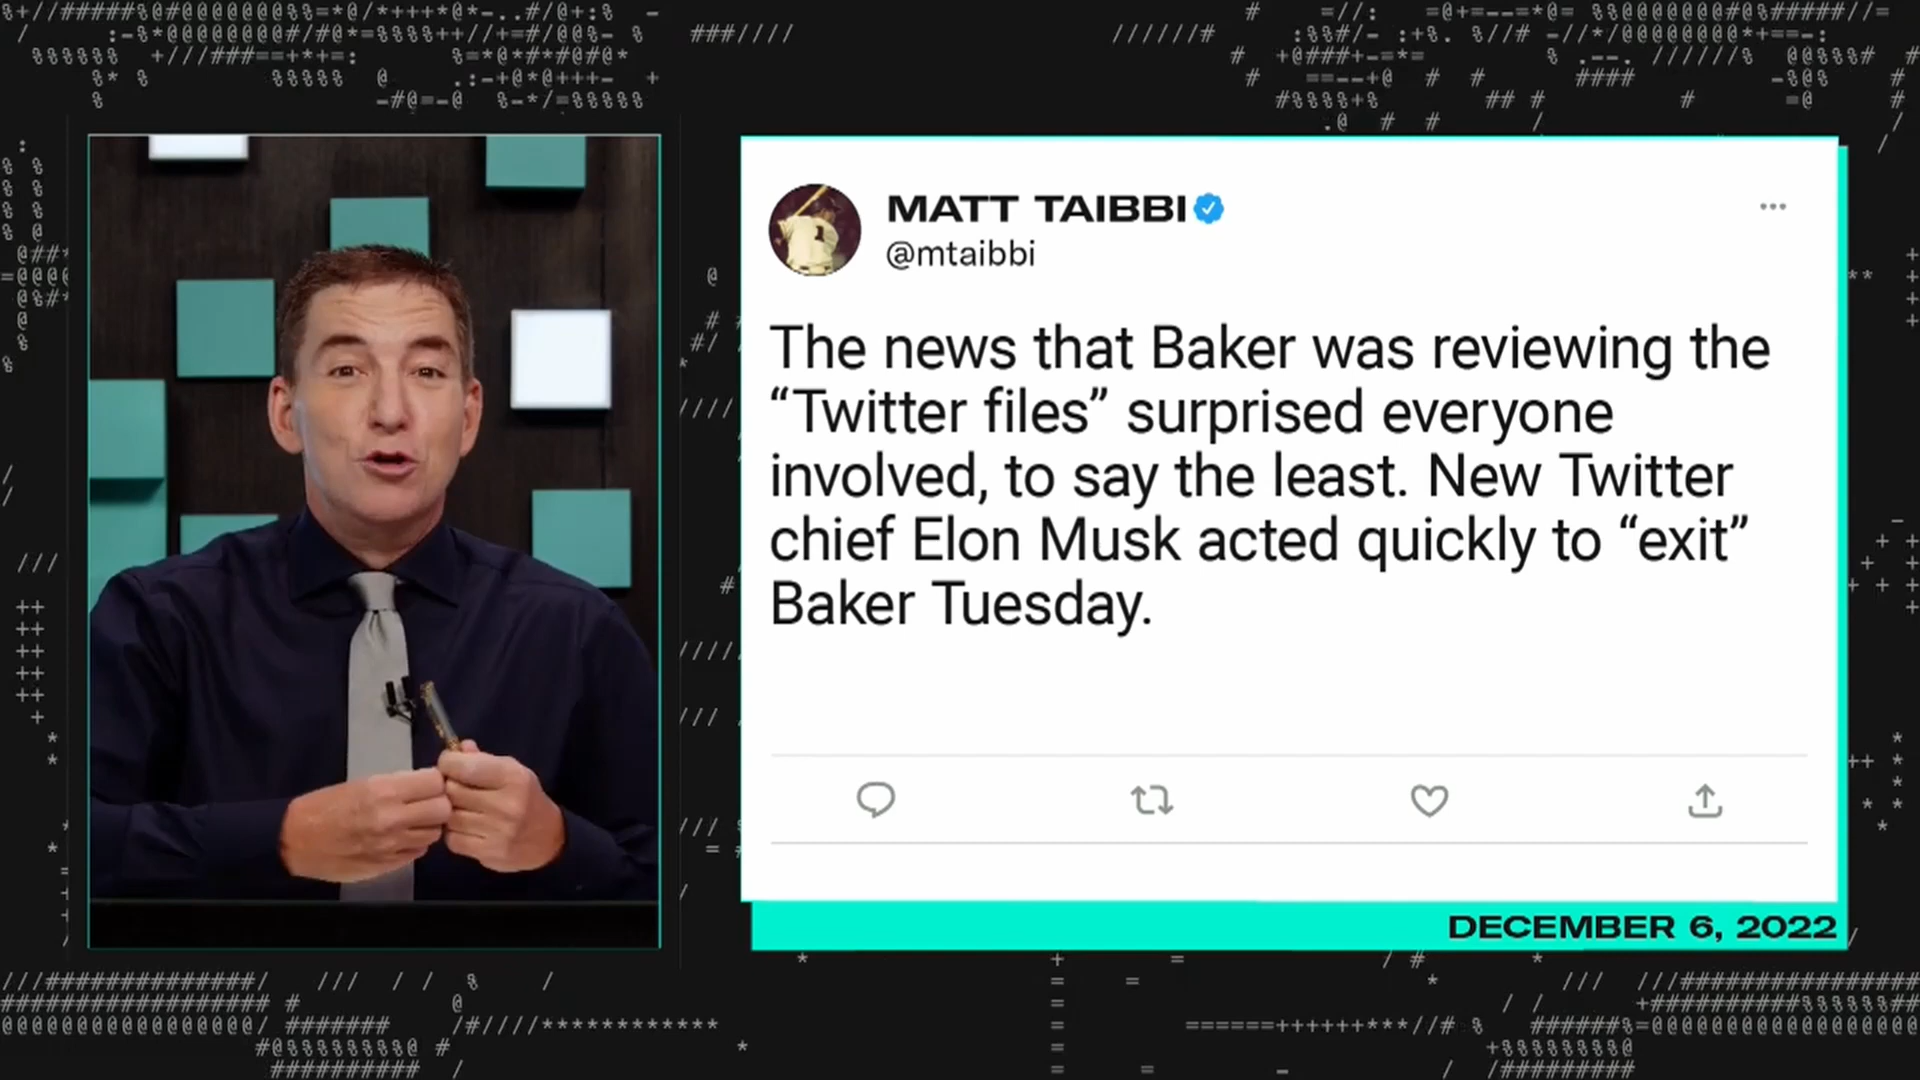 MATT TAIBBI
@mtaibbi
The news that Baker was reviewing the
“Twitter files” surprised everyone
involved, to say the least. New Twitter
chief Elon Musk acted quickly to “exit”
Baker Tuesday.
DECEMBER 6, 2022